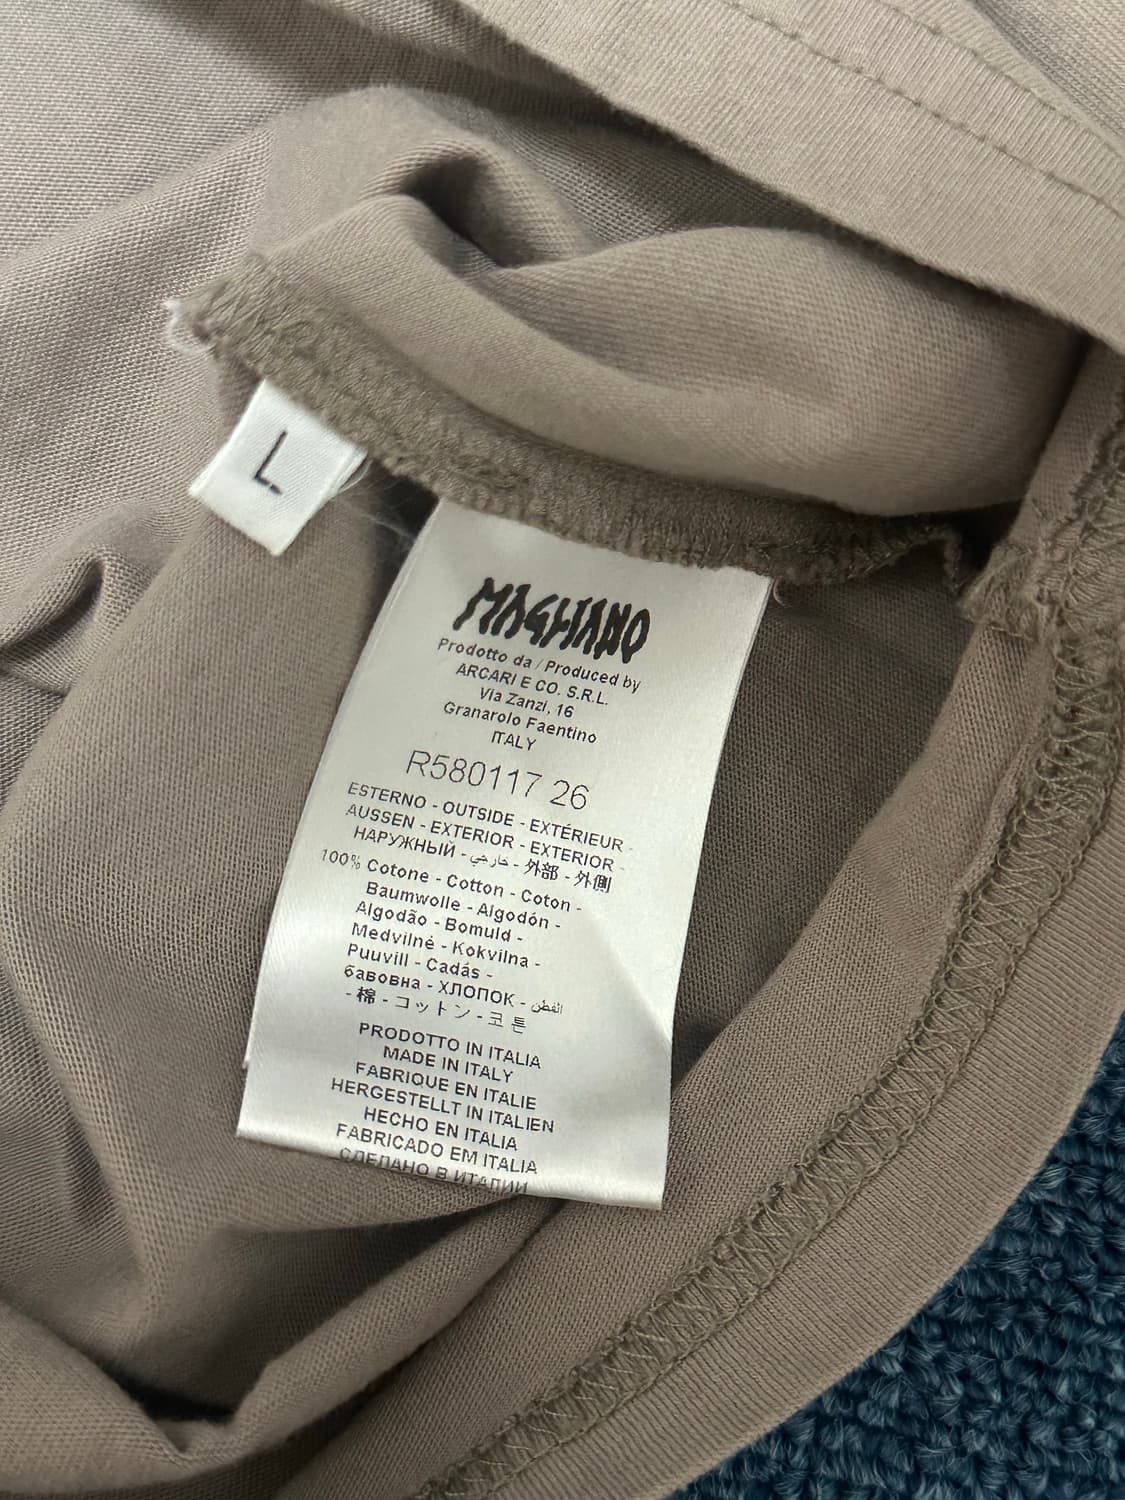 L
MAGLIANO
Prodotto da / Produced by
ARCARI E CO. S.R.L.
Via Zanzi, 16
Granarolo Faentino
ITALY
R580117 26
ESTERNO - OUTSIDE - EXTÉRIEUR -
AUSSEN - EXTERIOR - EXTERIOR -
НАРУЖНЫЙ - خارجي - 外部 - 外側
100% Cotone - Cotton - Coton -
Baumwolle - Algodón -
Algodão - Bomuld -
Medvilnė - Kokvilna -
Puuvill - Cadás -
бавовна - ХЛОПОК - القطن
- 棉 - コットン - 코튼
PRODOTTO IN ITALIA
MADE IN ITALY
FABRIQUE EN ITALIE
HERGESTELLT IN ITALIEN
HECHO EN ITALIA
FABRICADO EM ITALIA
СДЕЛАНО В ИТАЛИИ